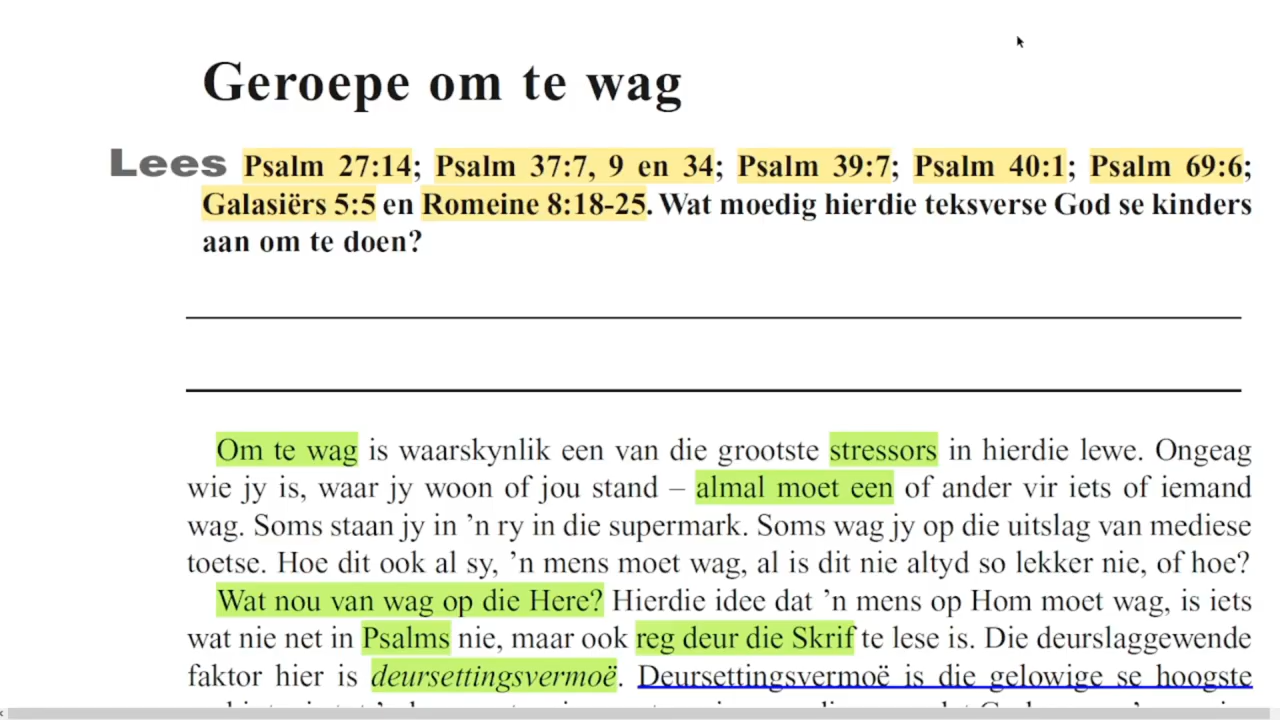 Geroepe om te wag
Lees Psalm 27:14; Psalm 37:7, 9 en 34; Psalm 39:7; Psalm 40:1; Psalm 69:6;
Galasiërs 5:5 en Romeine 8:18-25. Wat moedig hierdie teksverse God se kinders
aan om te doen?
Om te wag is waarskynlik een van die grootste stressors in hierdie lewe. Ongeag
wie jy is, waar jy woon of jou stand – almal moet een of ander vir iets of iemand
wag. Soms staan jy in ’n ry in die supermark. Soms wag jy op die uitslag van mediese
toetse. Hoe dit ook al sy, ’n mens moet wag, al is dit nie altyd so lekker nie, of hoe?
Wat nou van wag op die Here? Hierdie idee dat ’n mens op Hom moet wag, is iets
wat nie net in Psalms nie, maar ook reg deur die Skrif te lese is. Die deurslaggewende
faktor hier is deursettingsvermoë. Deursettingsvermoë is die gelowige se hoogste